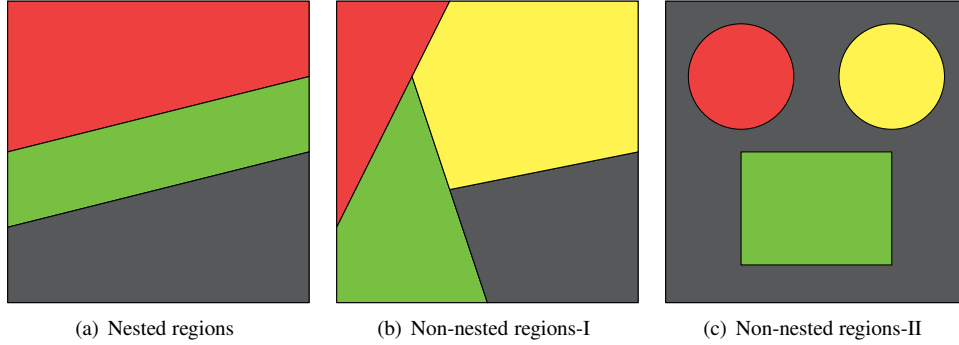 (a) Nested regions
(b) Non-nested regions-I
(c) Non-nested regions-II